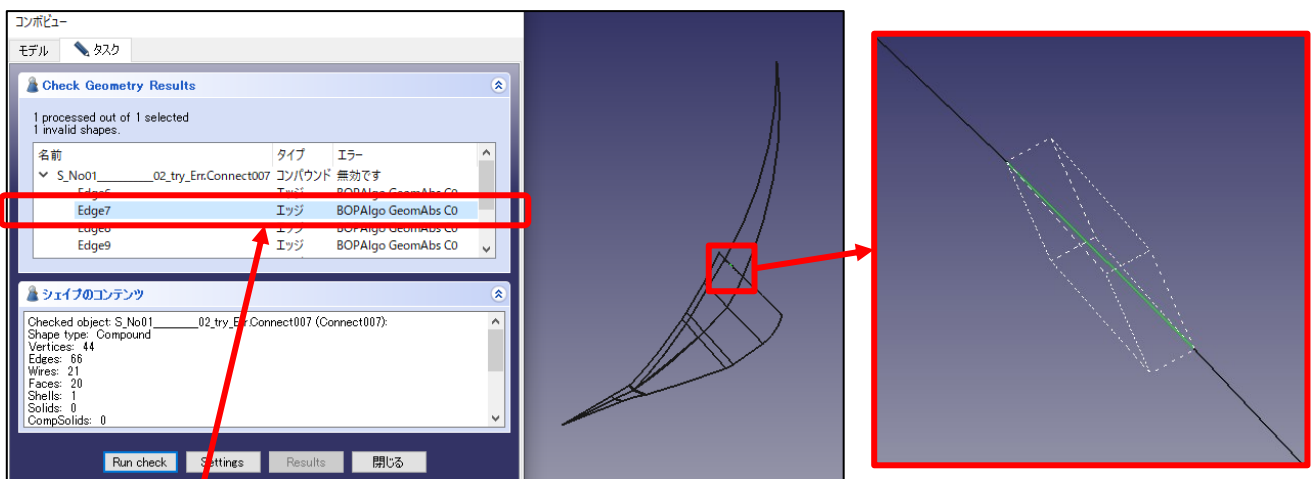 コンボビュー
モデル
タスク
Check Geometry Results
1 processed out of 1 selected
1 invalid shapes.
名前 タイプ エラー
S_No01________02_try_Err.Connect007 コンパウンド 無効です
Edge6 エッジ BOPAlgo GeomAbs C0
Edge7 エッジ BOPAlgo GeomAbs C0
Edge8 エッジ BOPAlgo GeomAbs C0
Edge9 エッジ BOPAlgo GeomAbs C0
シェイプのコンテンツ
Checked object: S_No01________02_try_Err.Connect007 (Connect007):
Shape type: Compound
Vertices: 44
Edges: 66
Wires: 21
Faces: 20
Shells: 1
Solids: 0
CompSolids: 0
Run check
Settings
Results
閉じる